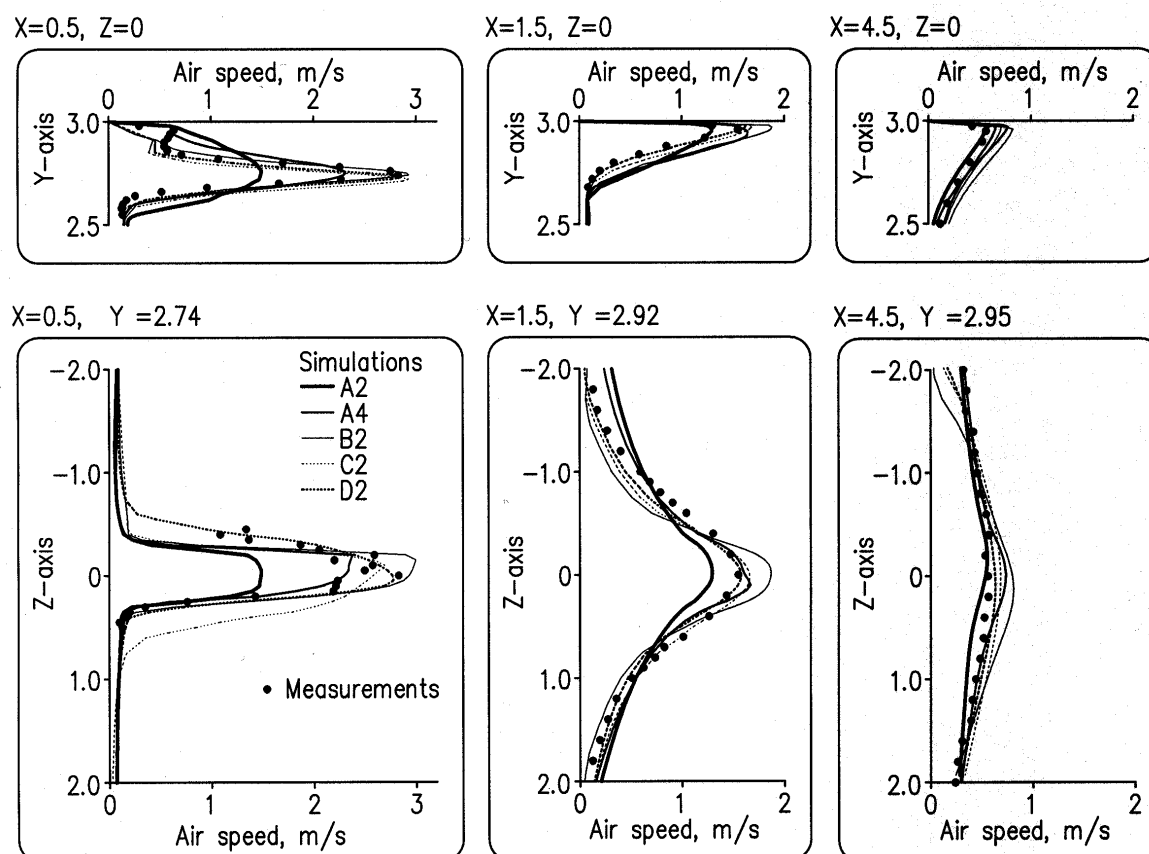 X=0.5, Z=0
Air speed, m/s
0 1 2 3
3.0
Y-axis
2.5
X=1.5, Z=0
Air speed, m/s
0 1 2
3.0
Y-axis
2.5
X=4.5, Z=0
Air speed, m/s
0 1 2
3.0
Y-axis
2.5
X=0.5, Y =2.74
-2.0
-1.0
Z-axis
0
1.0
2.0
Simulations
A2
A4
B2
C2
D2
Measurements
0 1 2 3
Air speed, m/s
X=1.5, Y =2.92
-2.0
-1.0
Z-axis
0
1.0
2.0
0 1 2
Air speed, m/s
X=4.5, Y =2.95
-2.0
-1.0
Z-axis
0
1.0
2.0
0 1 2
Air speed, m/s